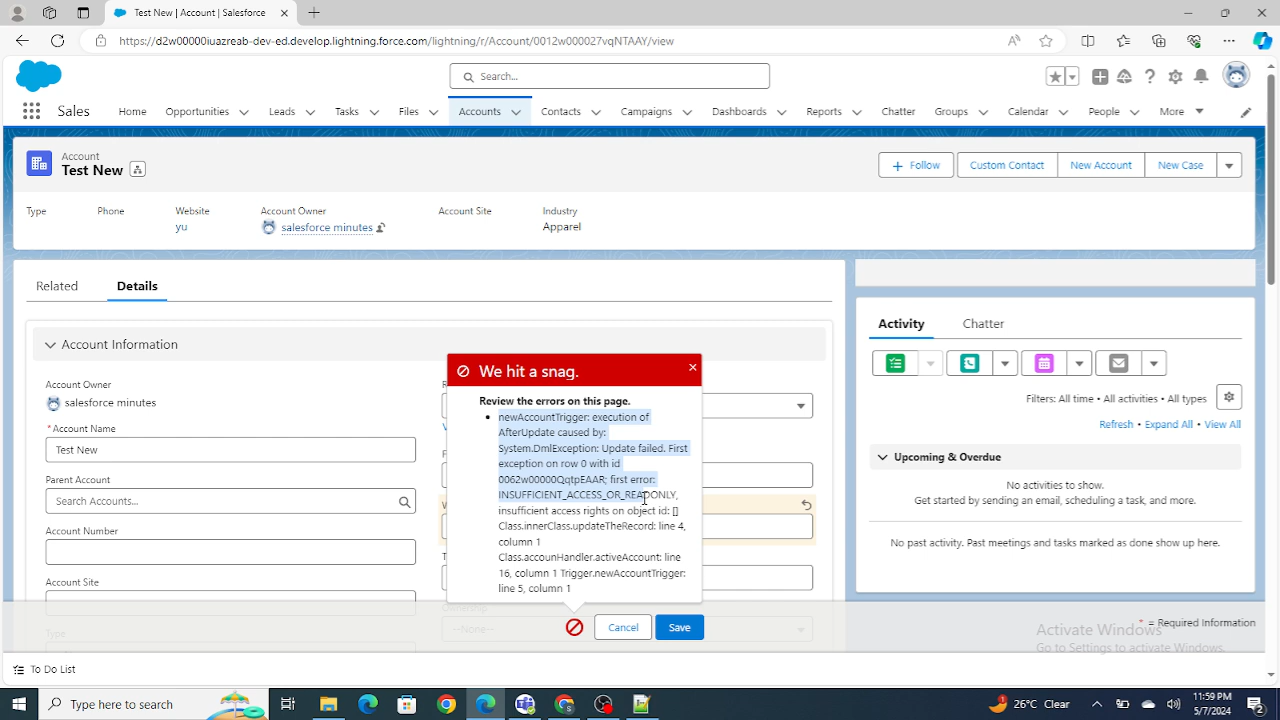 Test New | Account | Salesforce
https://d2w00000iuazreab-dev-ed.develop.lightning.force.com/lightning/r/Account/0012w000027vqNTAAY/view
Search...
Sales
Home
Opportunities
Leads
Tasks
Files
Accounts
Contacts
Campaigns
Dashboards
Reports
Chatter
Groups
Calendar
People
More
Account
Test New
Follow
Custom Contact
New Account
New Case
Type
Phone
Website
Account Owner
Account Site
Industry
yu
salesforce minutes
Apparel
Related
Details
Account Information
Account Owner
salesforce minutes
*Account Name
Test New
Parent Account
Search Accounts...
Account Number
Account Site
Type
We hit a snag.
Review the errors on this page.
newAccountTrigger: execution of
AfterUpdate caused by:
System.DmlException: Update failed. First
exception on row 0 with id
0062w00000QqtpEAAR; first error:
INSUFFICIENT_ACCESS_OR_READONLY,
insufficient access rights on object id: []
Class.innerClass.updateTheRecord: line 4,
column 1
Class.accounHandler.activeAccount: line
16, column 1 Trigger.newAccountTrigger:
line 5, column 1
Ownership
--None--
Cancel
Save
Activity
Chatter
Filters: All time • All activities • All types
Refresh • Expand All • View All
Upcoming & Overdue
No activities to show.
Get started by sending an email, scheduling a task, and more.
No past activity. Past meetings and tasks marked as done show up here.
* = Required Information
Activate Windows
Go to Settings to activate Windows.
To Do List
Type here to search
26°C Clear
11:59 PM
5/7/2024